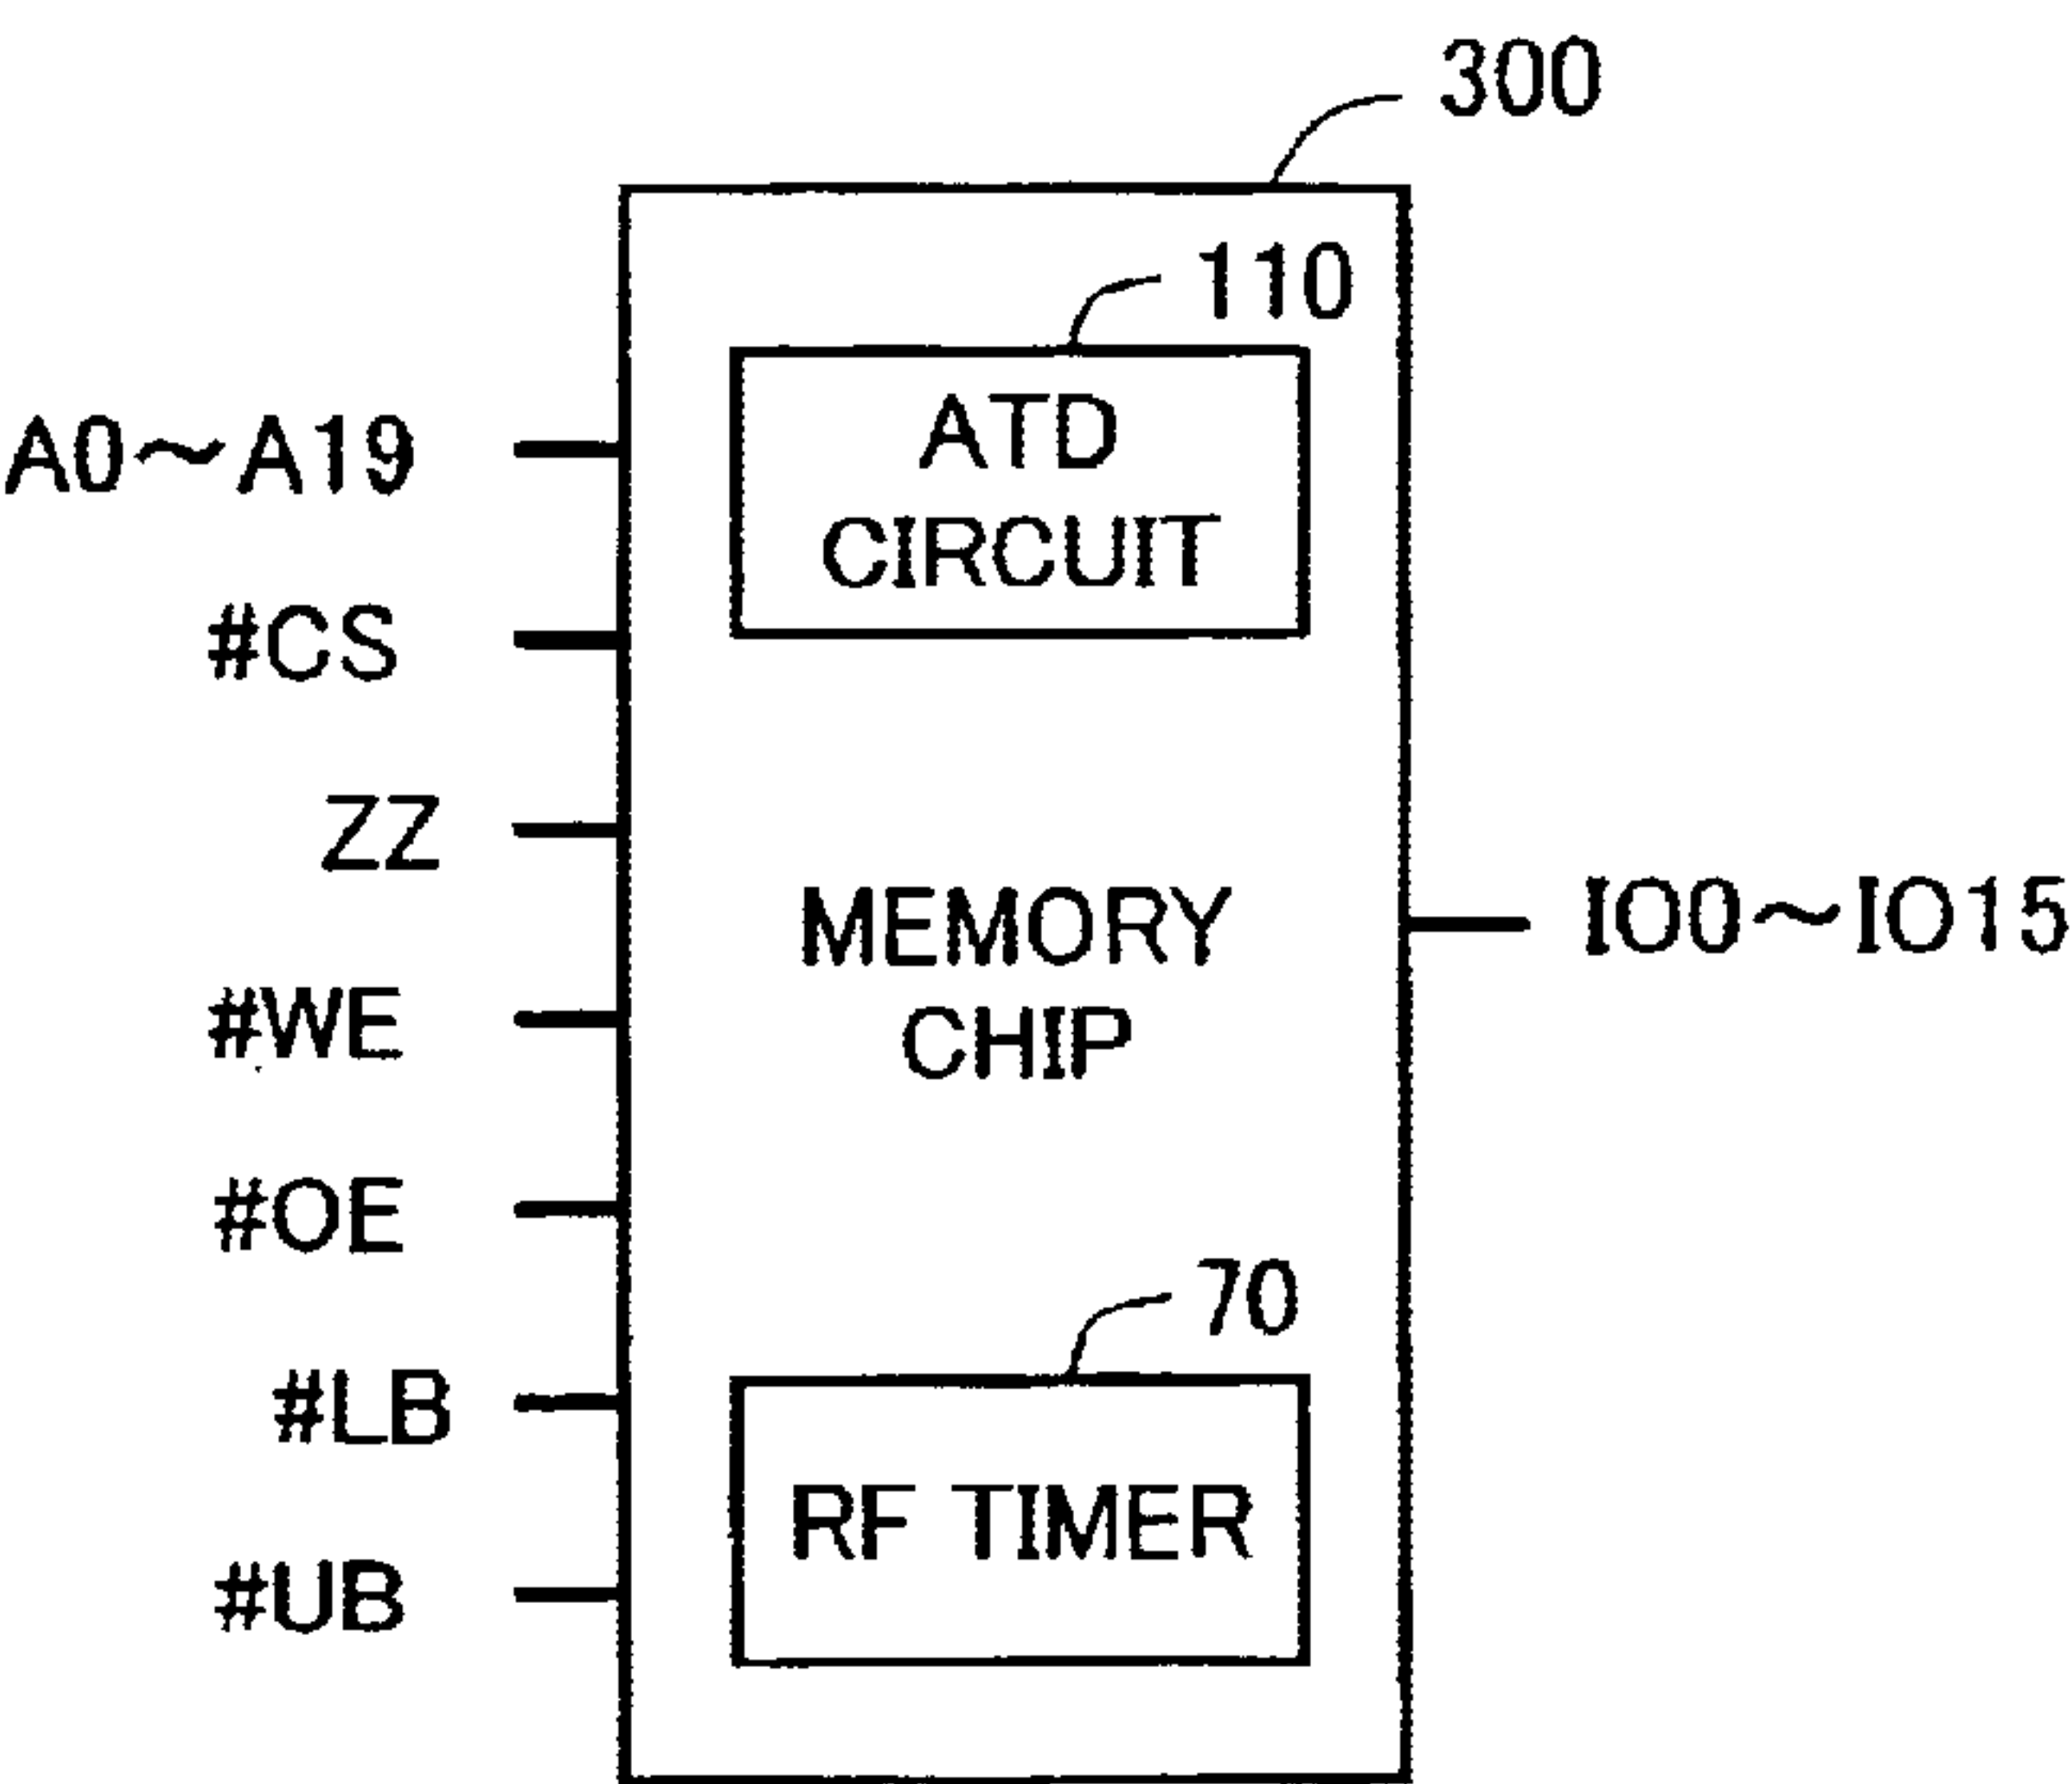 300
110
A0～A19
ATD
CIRCUIT
#CS
ZZ
MEMORY
CHIP
IO0～IO15
#WE
#OE
70
#LB
RF TIMER
#UB